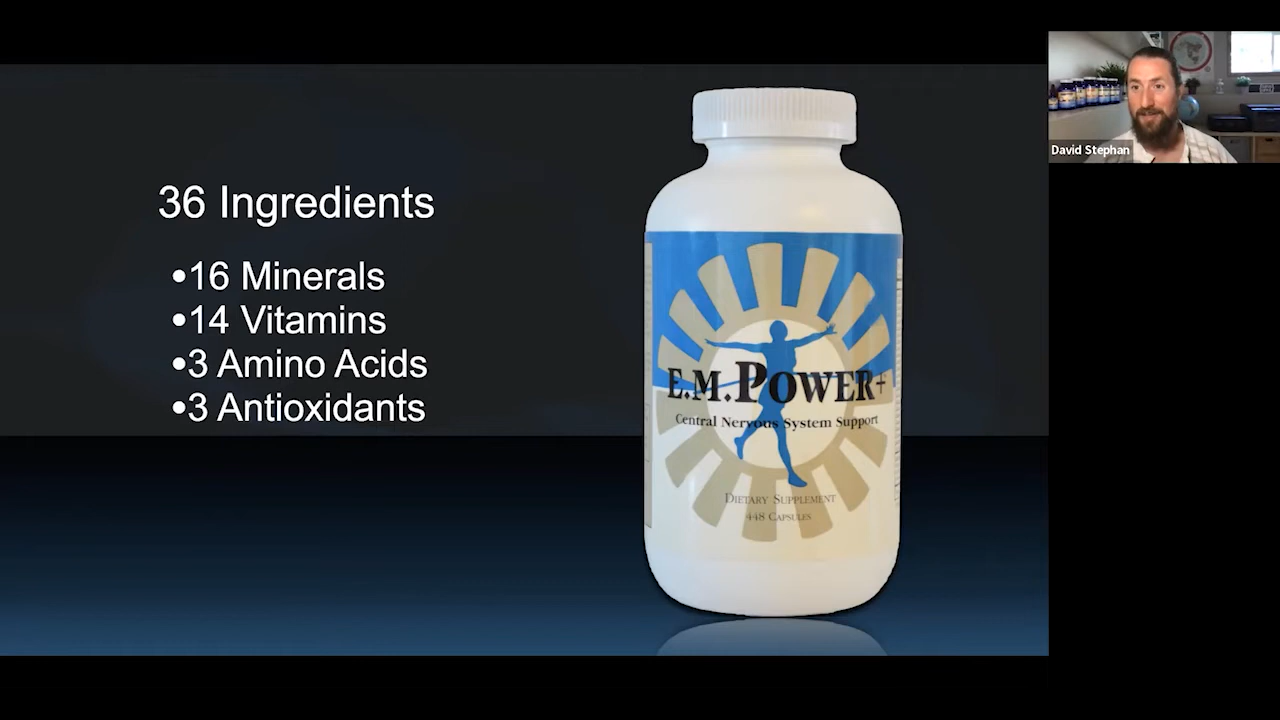 36 Ingredients
•16 Minerals
•14 Vitamins
•3 Amino Acids
•3 Antioxidants
E.M.POWER+
Central Nervous System Support
DIETARY SUPPLEMENT
448 CAPSULES
David Stephan